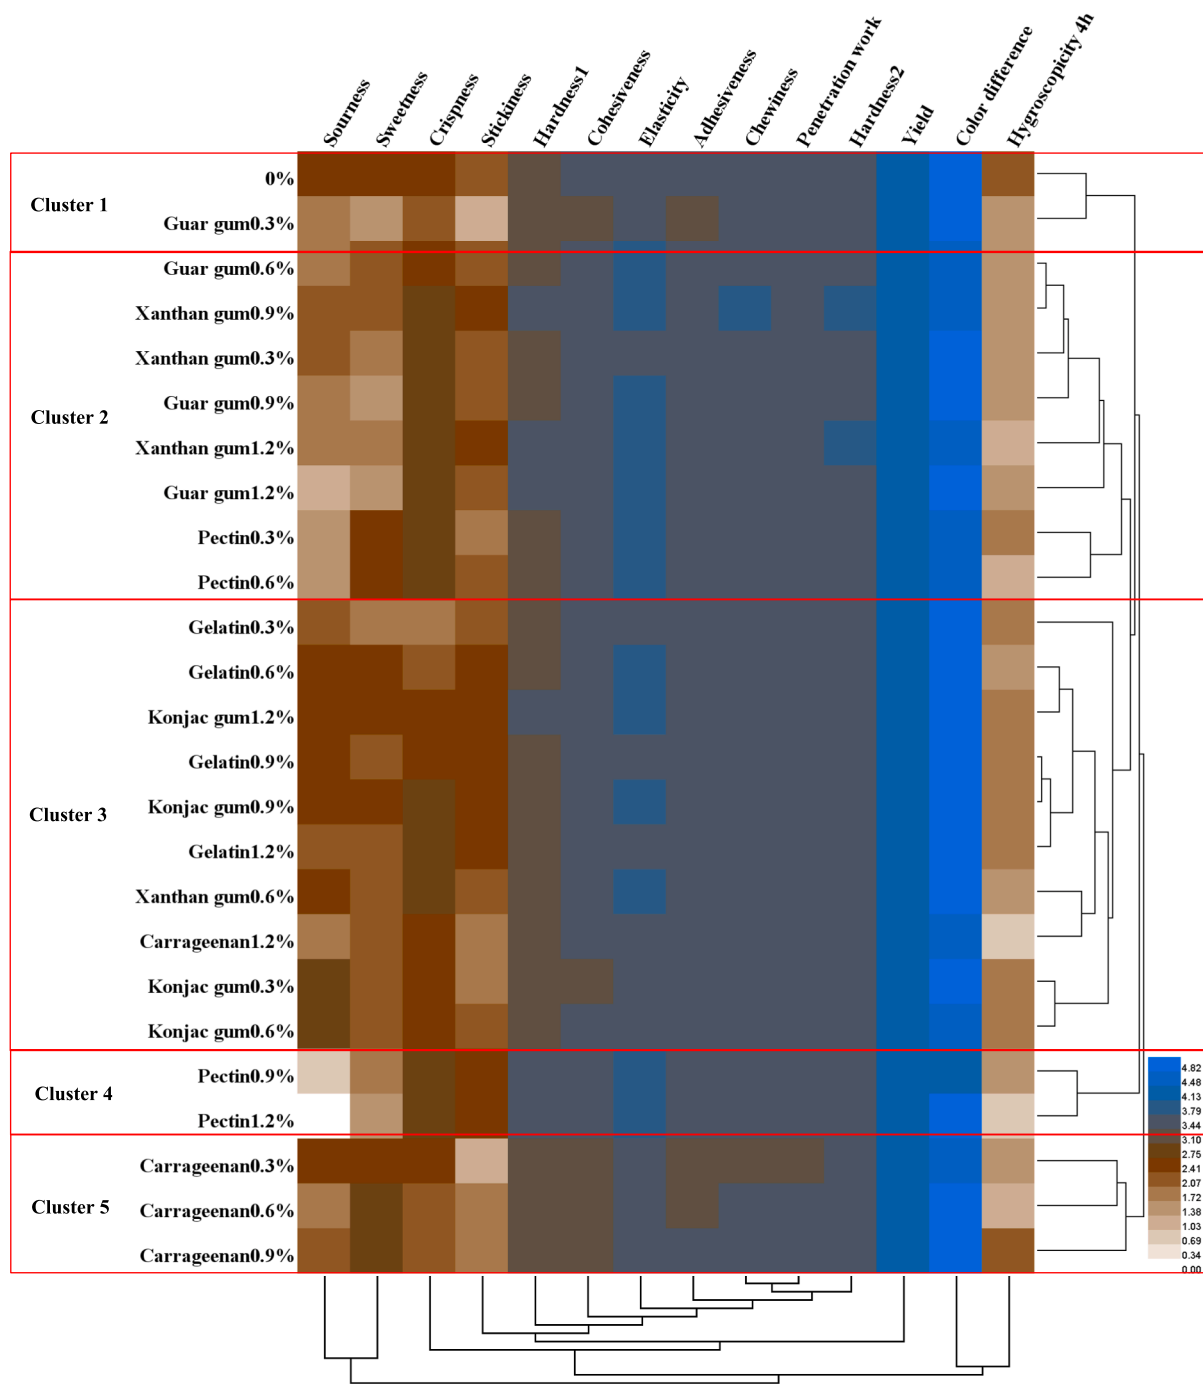 Sourness
Sweetness
Crispness
Stickiness
Hardness1
Cohesiveness
Elasticity
Adhesiveness
Chewiness
Penetration work
Hardness2
Yield
Color difference
Hygroscopicity 4h
Cluster 1
0%
Guar gum0.3%
Cluster 2
Guar gum0.6%
Xanthan gum0.9%
Xanthan gum0.3%
Guar gum0.9%
Xanthan gum1.2%
Guar gum1.2%
Pectin0.3%
Pectin0.6%
Cluster 3
Gelatin0.3%
Gelatin0.6%
Konjac gum1.2%
Gelatin0.9%
Konjac gum0.9%
Gelatin1.2%
Xanthan gum0.6%
Carrageenan1.2%
Konjac gum0.3%
Konjac gum0.6%
Cluster 4
Pectin0.9%
Pectin1.2%
Cluster 5
Carrageenan0.3%
Carrageenan0.6%
Carrageenan0.9%
4.82
4.48
4.13
3.79
3.44
3.10
2.75
2.41
2.07
1.72
1.38
1.03
0.69
0.34
0.00